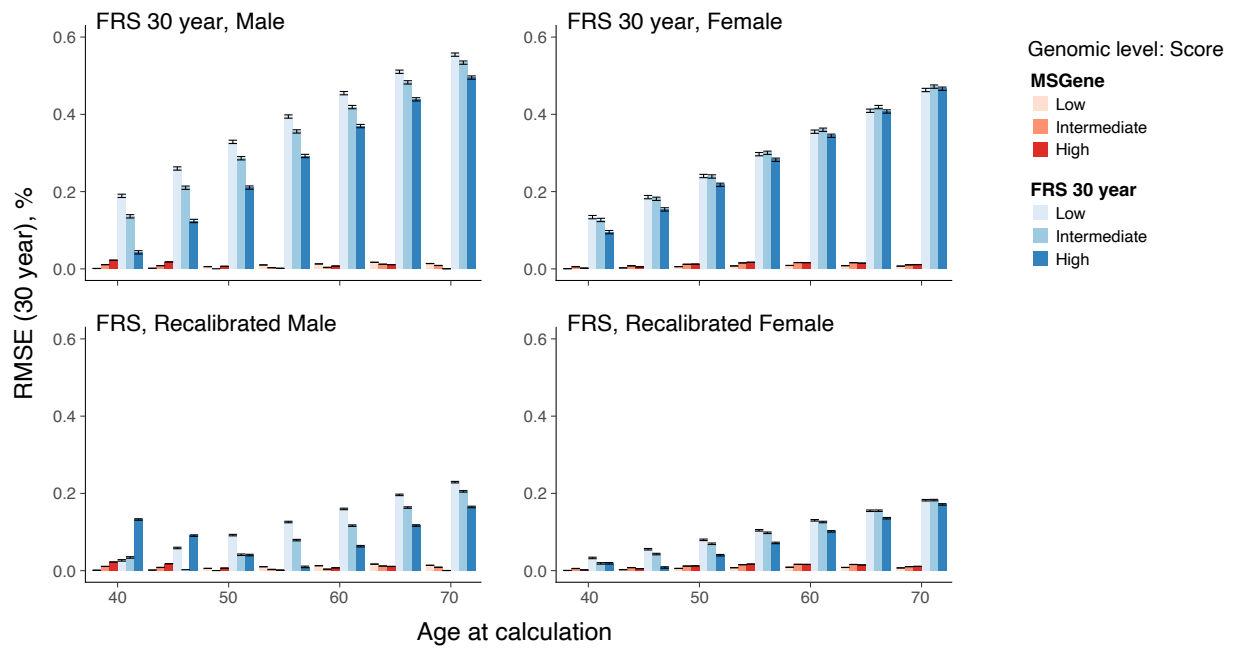 FRS 30 year, Male
FRS 30 year, Female
0.6
0.4
0.2
0.0
0.6
0.4
0.2
0.0
Genomic level: Score
MSGene
Low
Intermediate
High
FRS 30 year
Low
Intermediate
High
RMSE (30 year), %
FRS, Recalibrated Male
FRS, Recalibrated Female
0.6
0.4
0.2
0.0
0.6
0.4
0.2
0.0
40 50 60 70
40 50 60 70
Age at calculation